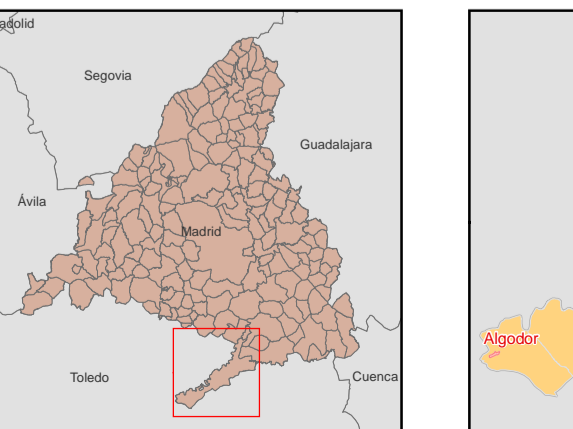 adolid
Segovia
Guadalajara
Ávila
Madrid
Toledo
Cuenca
Algodor